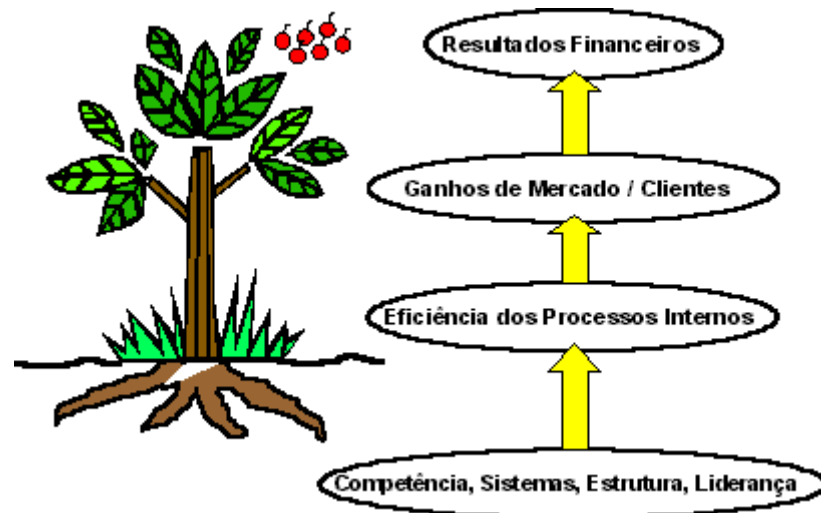 Resultados Financeiros
Ganhos de Mercado / Clientes
Eficiência dos Processos Internos
Competência, Sistemas, Estrutura, Liderança